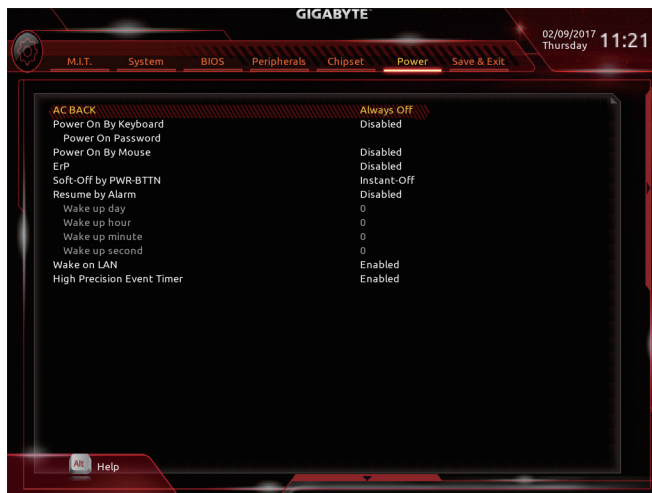 GIGABYTE™
02/09/2017 Thursday 11:21
M.I.T. System BIOS Peripherals Chipset Power Save & Exit
AC BACK Always Off
Power On By Keyboard Disabled
Power On Password
Power On By Mouse Disabled
ErP Disabled
Soft-Off by PWR-BTTN Instant-Off
Resume by Alarm Disabled
Wake up day 0
Wake up hour 0
Wake up minute 0
Wake up second 0
Wake on LAN Enabled
High Precision Event Timer Enabled
Alt Help